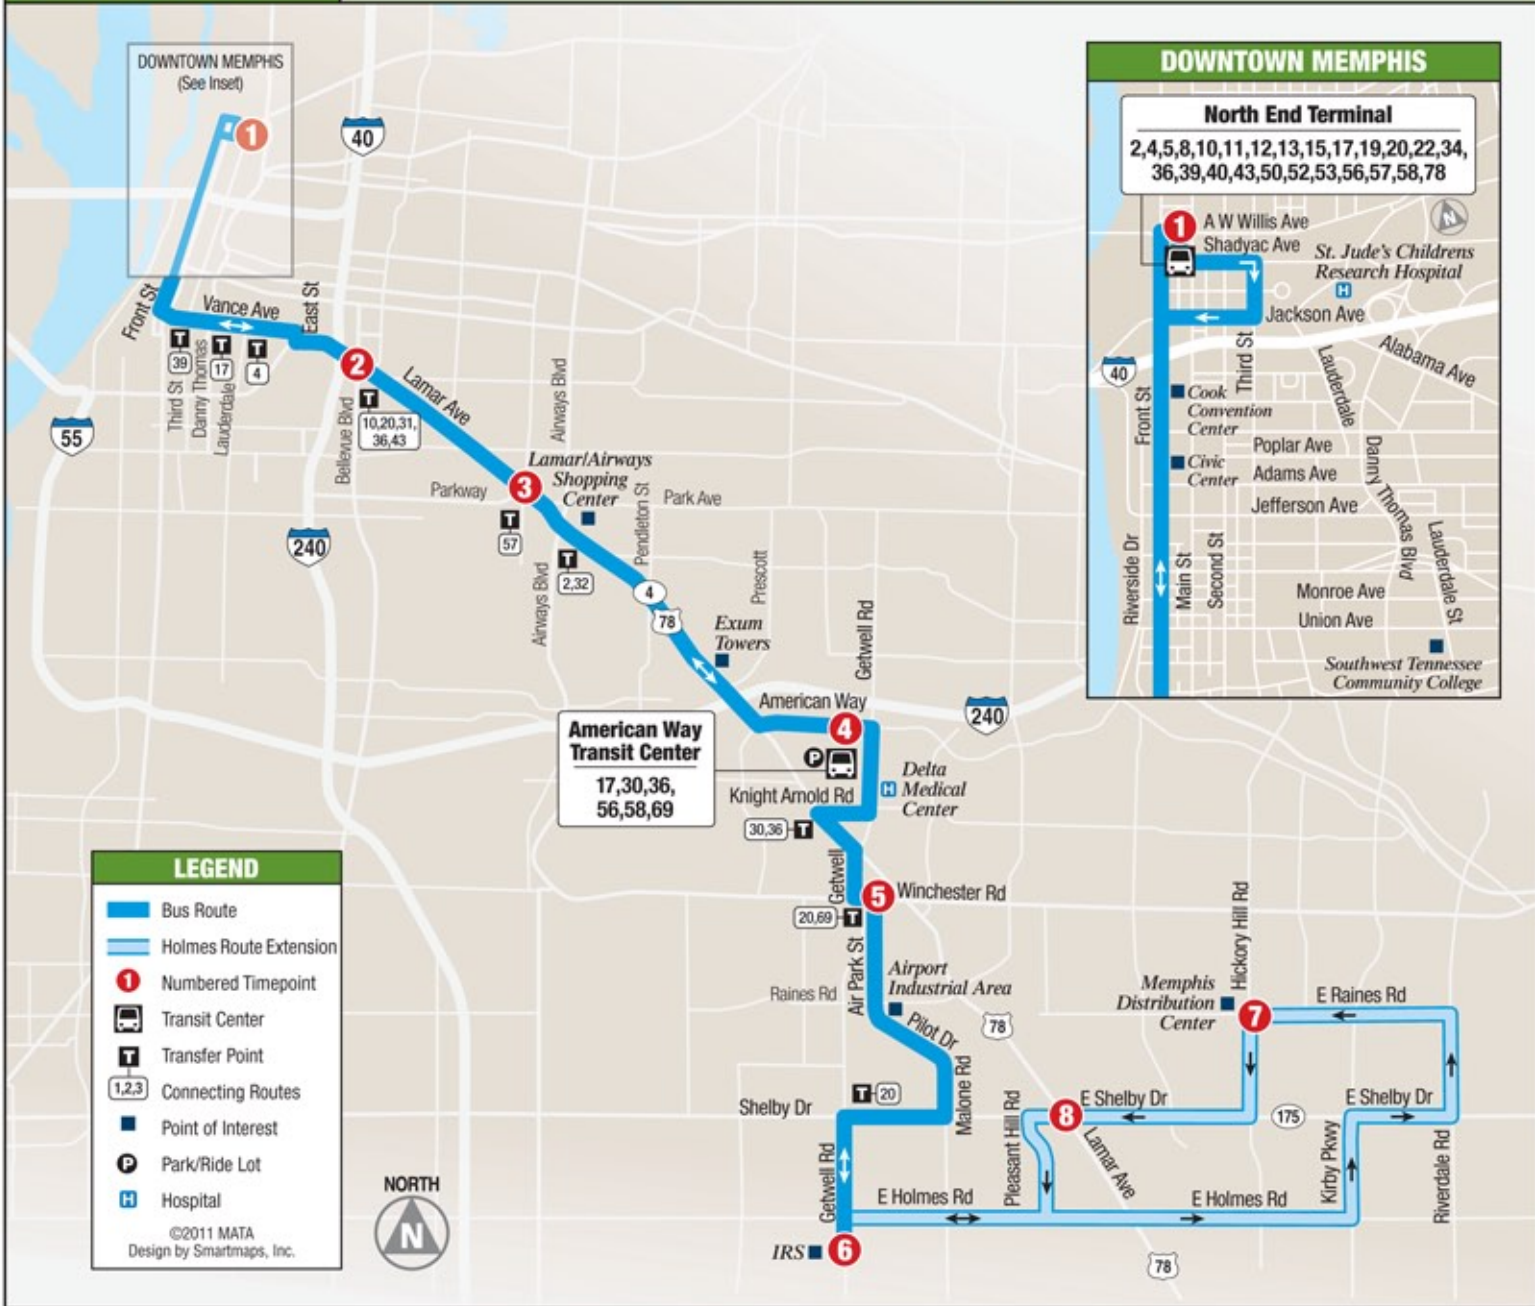 DOWNTOWN MEMPHIS
(See Inset)
1
40
Front St
Vance Ave
East St
T
39
T
17
T
4
Third St
Danny Thomas
Lauderdale
2
Lamar Ave
T
10,20,31,
36,43
Bellevue Blvd
55
240
Airways Blvd
Lamar/Airways
Shopping
Center
Parkway
3
Park Ave
Pendleton St
T
57
T
2,32
Airways Blvd
4
78
Prescott
Exum
Towers
Getwell Rd
American Way
4
240
American Way
Transit Center
17,30,36,
56,58,69
P
H
Delta
Medical
Center
Knight Arnold Rd
30,36
T
Getwell
5
Winchester Rd
20,69
T
Air Park St
Airport
Industrial Area
Raines Rd
Pilot Dr
78
Malone Rd
T
20
Shelby Dr
Getwell Rd
E Holmes Rd
IRS
6
Memphis
Distribution
Center
Hickory Hill Rd
7
E Raines Rd
Pleasant Hill Rd
8
E Shelby Dr
175
Lamar Ave
E Shelby Dr
Kirby Pkwy
Riverdale Rd
E Holmes Rd
78
DOWNTOWN MEMPHIS
North End Terminal
2,4,5,8,10,11,12,13,15,17,19,20,22,34,
36,39,40,43,50,52,53,56,57,58,78
N
1
A W Willis Ave
Shadyac Ave
St. Jude's Childrens
Research Hospital
H
Jackson Ave
Third St
Alabama Ave
Lauderdale
40
Front St
Cook
Convention
Center
Civic
Center
Poplar Ave
Adams Ave
Jefferson Ave
Danny Thomas Blvd
Lauderdale St
Riverside Dr
Main St
Second St
Monroe Ave
Union Ave
Southwest Tennessee
Community College
LEGEND
Bus Route
Holmes Route Extension
1 Numbered Timepoint
Transit Center
T Transfer Point
1,2,3 Connecting Routes
Point of Interest
P Park/Ride Lot
H Hospital
©2011 MATA
Design by Smartmaps, Inc.
NORTH
N